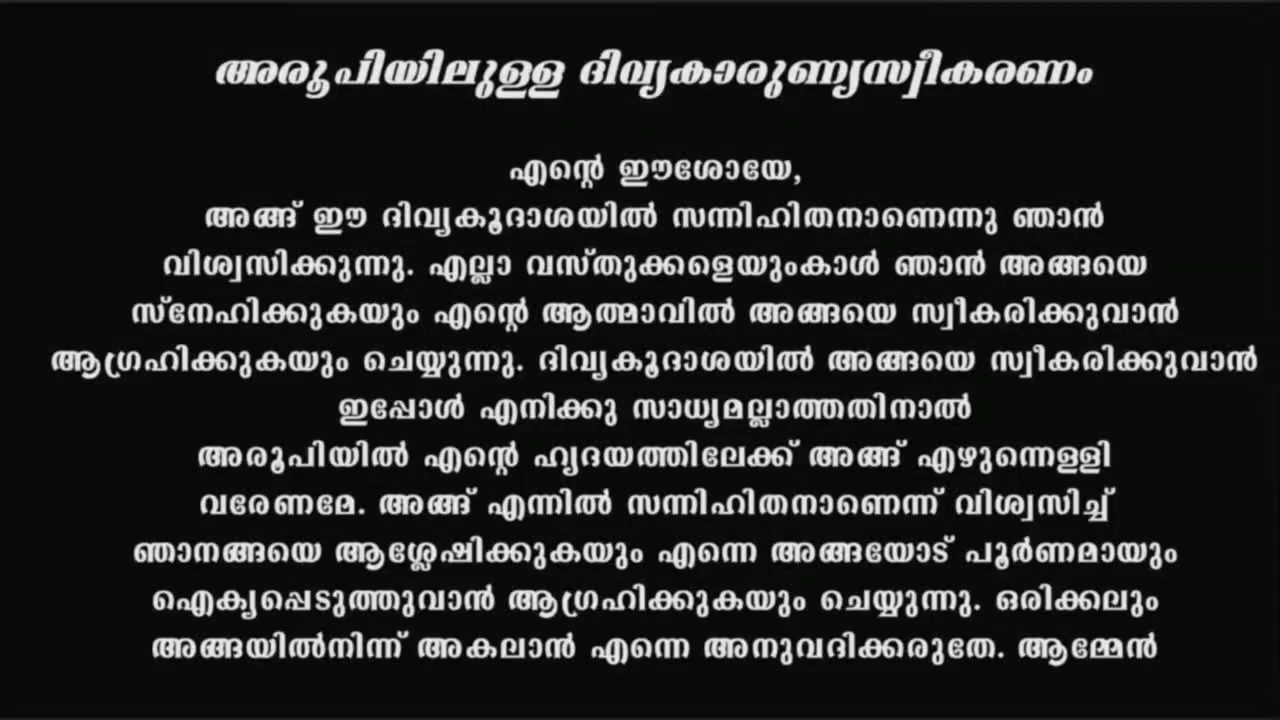 അരൂപിയിലുള്ള ദിവ്യകാരുണ്യസ്വീകരണം
എന്റെ ഈശോയേ,
അങ്ങ് ഈ ദിവ്യകൂദാശയിൽ സന്നിഹിതനാണെന്നു ഞാൻ
വിശ്വസിക്കുന്നു. എല്ലാ വസ്തുക്കളെയുംകാൾ ഞാൻ അങ്ങയെ
സ്നേഹിക്കുകയും എന്റെ ആത്മാവിൽ അങ്ങയെ സ്വീകരിക്കുവാൻ
ആഗ്രഹിക്കുകയും ചെയ്യുന്നു. ദിവ്യകൂദാശയിൽ അങ്ങയെ സ്വീകരിക്കുവാൻ
ഇപ്പോൾ എനിക്കു സാധ്യമല്ലാത്തതിനാൽ
അരൂപിയിൽ എന്റെ ഹൃദയത്തിലേക്ക് അങ്ങ് എഴുന്നെള്ളി
വരേണമേ. അങ്ങ് എന്നിൽ സന്നിഹിതനാണെന്ന് വിശ്വസിച്ച്
ഞാനങ്ങയെ ആശ്ലേഷിക്കുകയും എന്നെ അങ്ങയോട് പൂർണമായും
ഐക്യപ്പെടുത്തുവാൻ ആഗ്രഹിക്കുകയും ചെയ്യുന്നു. ഒരിക്കലും
അങ്ങയിൽനിന്ന് അകലാൻ എന്നെ അനുവദിക്കരുതേ. ആമ്മേൻ